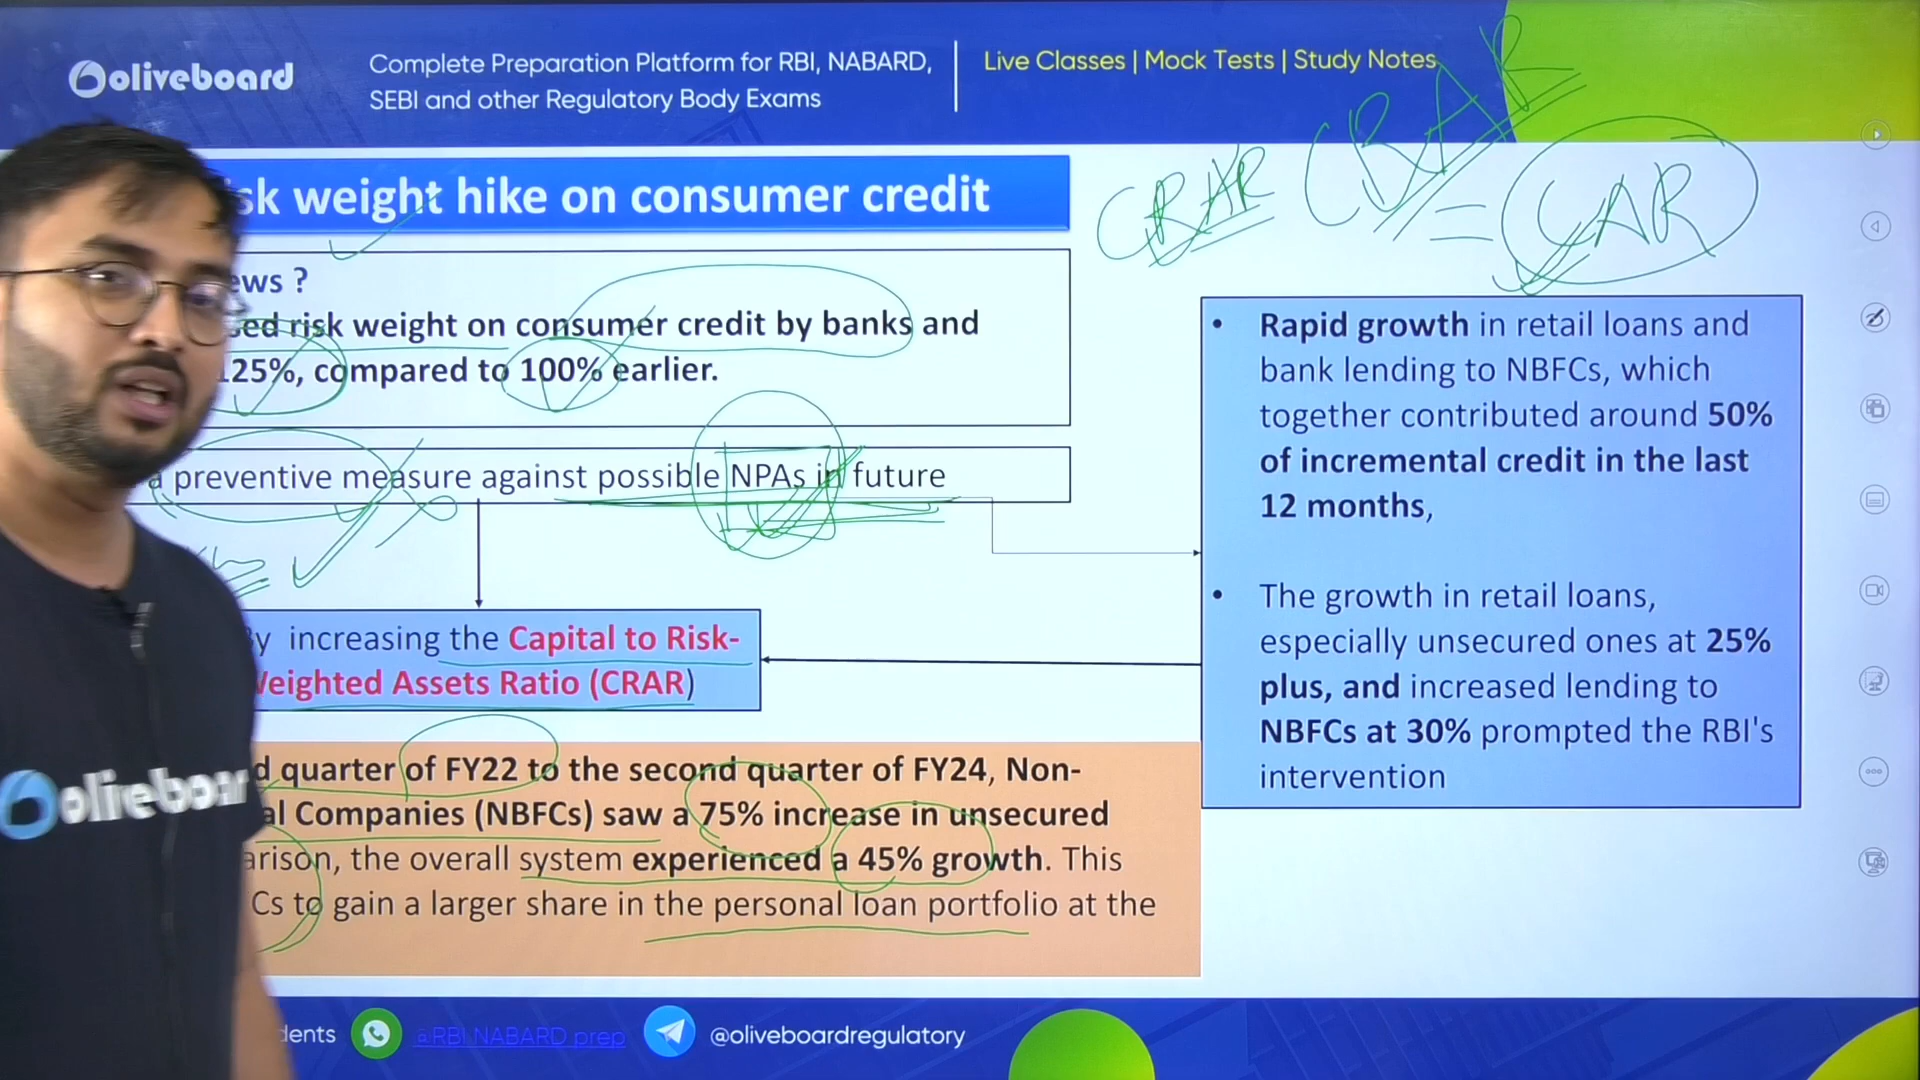 oliveboard
Complete Preparation Platform for RBI, NABARD,
SEBI and other Regulatory Body Exams
Live Classes | Mock Tests | Study Notes
CRAR
CRAR
= CAR
sk weight hike on consumer credit
ews ?
sed risk weight on consumer credit by banks and
125%, compared to 100% earlier.
a preventive measure against possible NPAs in future
y increasing the Capital to Risk-
Weighted Assets Ratio (CRAR)
d quarter of FY22 to the second quarter of FY24, Non-
al Companies (NBFCs) saw a 75% increase in unsecured
arison, the overall system experienced a 45% growth. This
Cs to gain a larger share in the personal loan portfolio at the
• Rapid growth in retail loans and
bank lending to NBFCs, which
together contributed around 50%
of incremental credit in the last
12 months,
• The growth in retail loans,
especially unsecured ones at 25%
plus, and increased lending to
NBFCs at 30% prompted the RBI's
intervention
oliveboar
dents
@RBI NABARD prep
@oliveboardregulatory